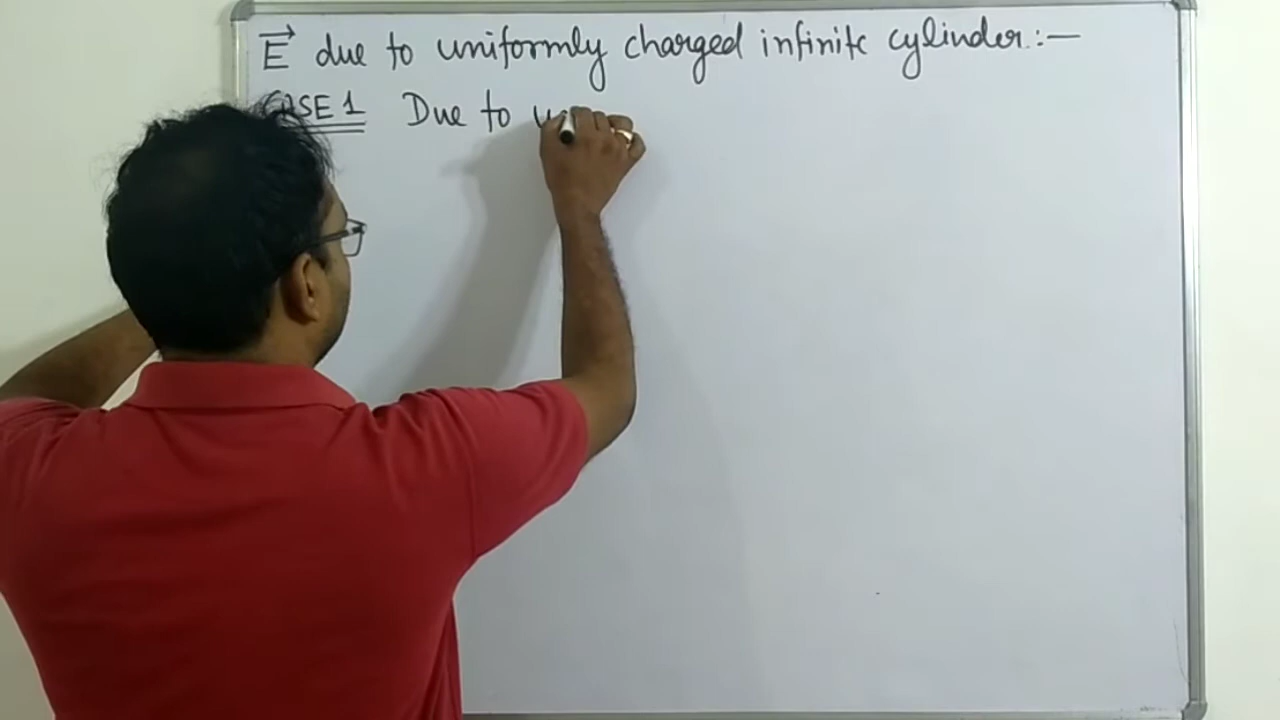 E⃗ due to uniformly charged infinite cylinder:—
CASE 1 Due to